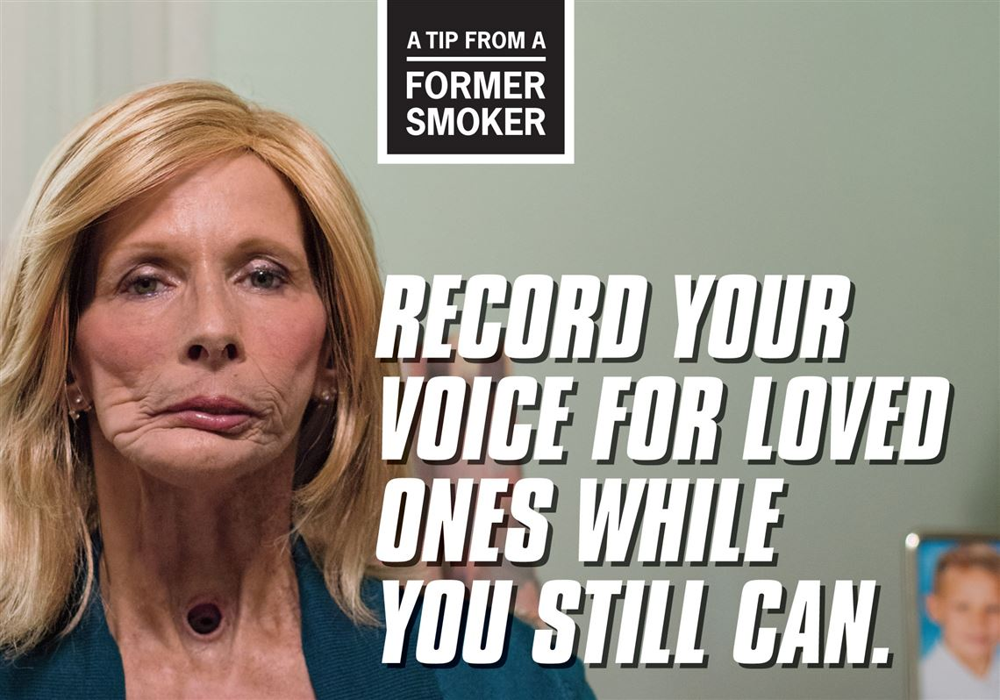 A TIP FROM A
FORMER
SMOKER
RECORD YOUR
VOICE FOR LOVED
ONES WHILE
YOU STILL CAN.